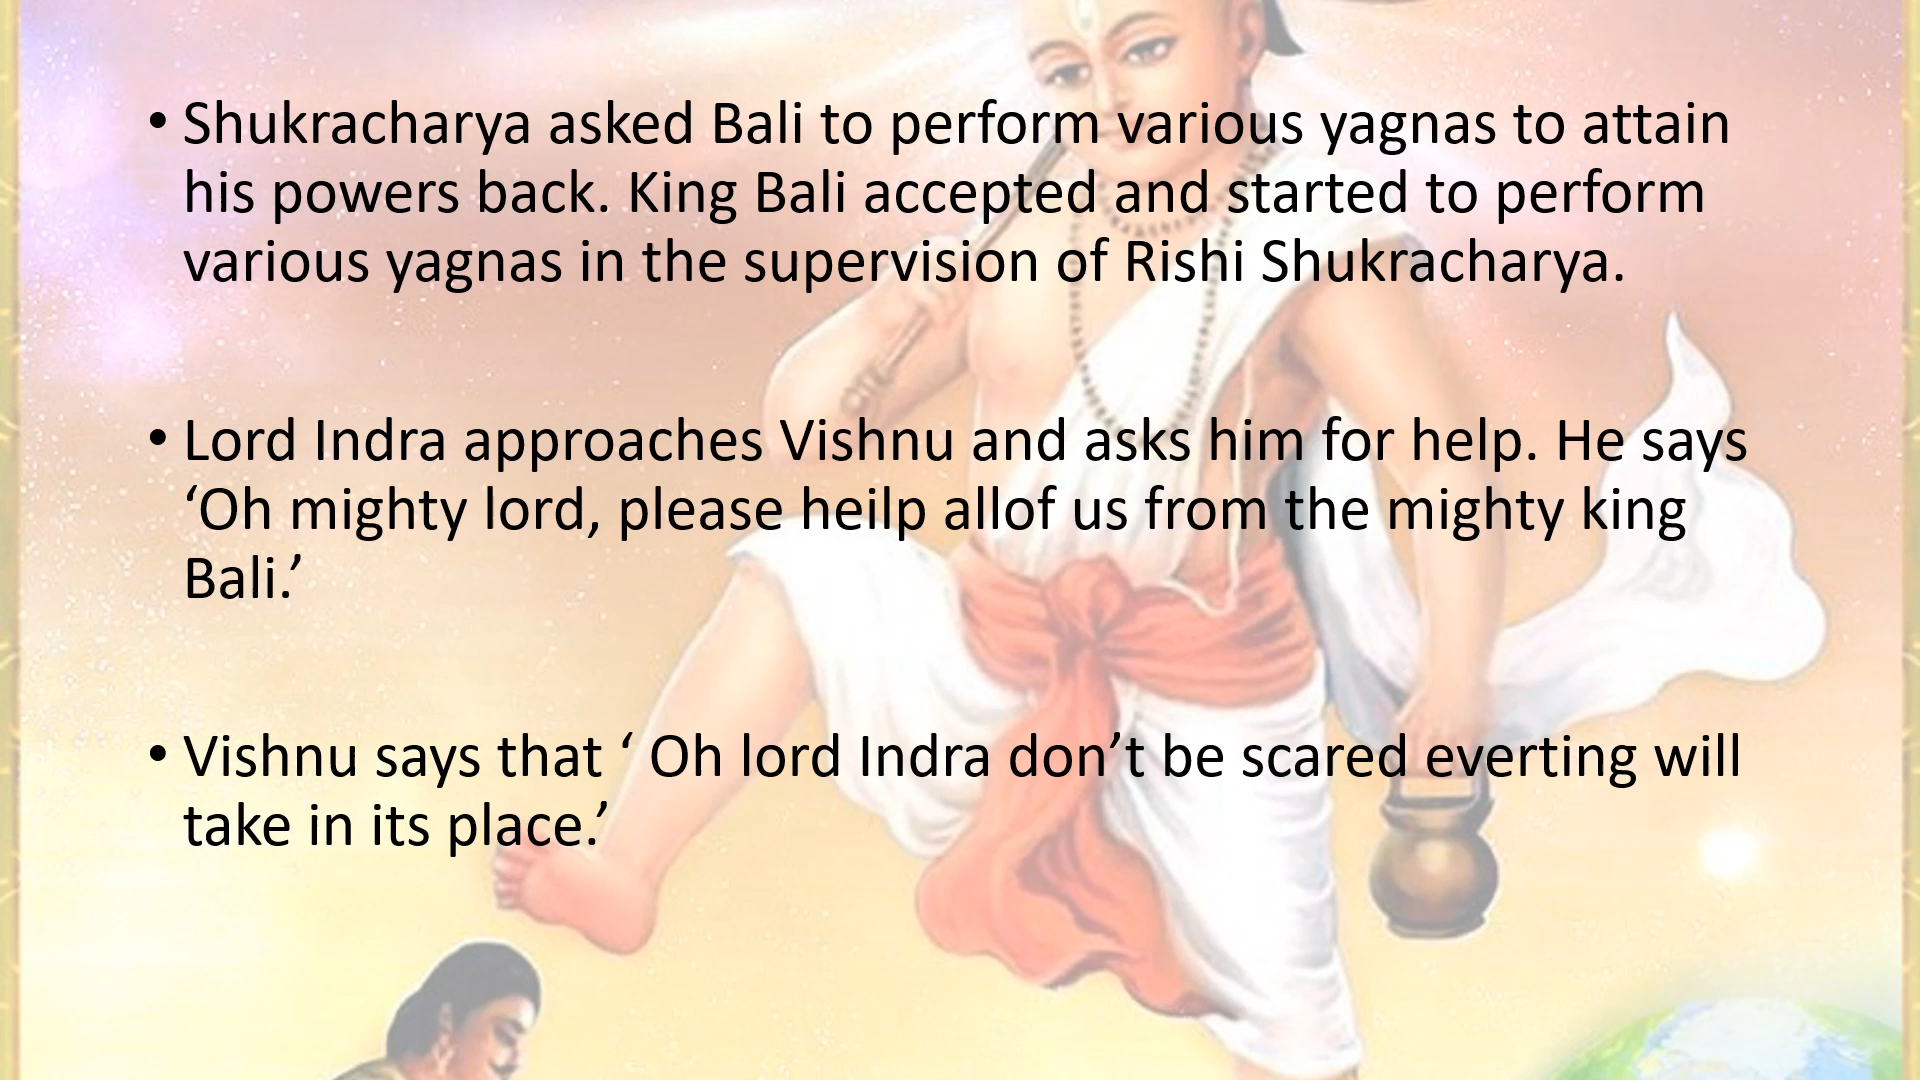 • Shukracharya asked Bali to perform various yagnas to attain
his powers back. King Bali accepted and started to perform
various yagnas in the supervision of Rishi Shukracharya.
• Lord Indra approaches Vishnu and asks him for help. He says
‘Oh mighty lord, please heilp allof us from the mighty king
Bali.’
• Vishnu says that ‘ Oh lord Indra don’t be scared everting will
take in its place.’